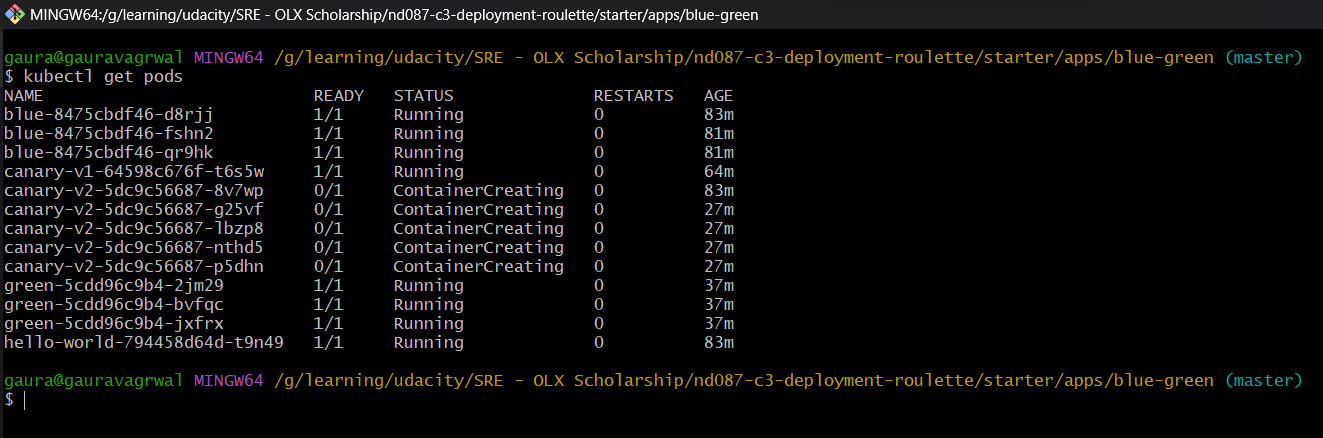 MINGW64:/g/learning/udacity/SRE - OLX Scholarship/nd087-c3-deployment-roulette/starter/apps/blue-green
gaura@gauravagrwal MINGW64 /g/learning/udacity/SRE - OLX Scholarship/nd087-c3-deployment-roulette/starter/apps/blue-green (master)
$ kubectl get pods
NAME READY STATUS RESTARTS AGE
blue-8475cbdf46-d8rjj 1/1 Running 0 83m
blue-8475cbdf46-fshn2 1/1 Running 0 81m
blue-8475cbdf46-qr9hk 1/1 Running 0 81m
canary-v1-64598c676f-t6s5w 1/1 Running 0 64m
canary-v2-5dc9c56687-8v7wp 0/1 ContainerCreating 0 83m
canary-v2-5dc9c56687-g25vf 0/1 ContainerCreating 0 27m
canary-v2-5dc9c56687-lbzp8 0/1 ContainerCreating 0 27m
canary-v2-5dc9c56687-nthd5 0/1 ContainerCreating 0 27m
canary-v2-5dc9c56687-p5dhn 0/1 ContainerCreating 0 27m
green-5cdd96c9b4-2jm29 1/1 Running 0 37m
green-5cdd96c9b4-bvfqc 1/1 Running 0 37m
green-5cdd96c9b4-jxfrx 1/1 Running 0 37m
hello-world-794458d64d-t9n49 1/1 Running 0 83m
gaura@gauravagrwal MINGW64 /g/learning/udacity/SRE - OLX Scholarship/nd087-c3-deployment-roulette/starter/apps/blue-green (master)
$